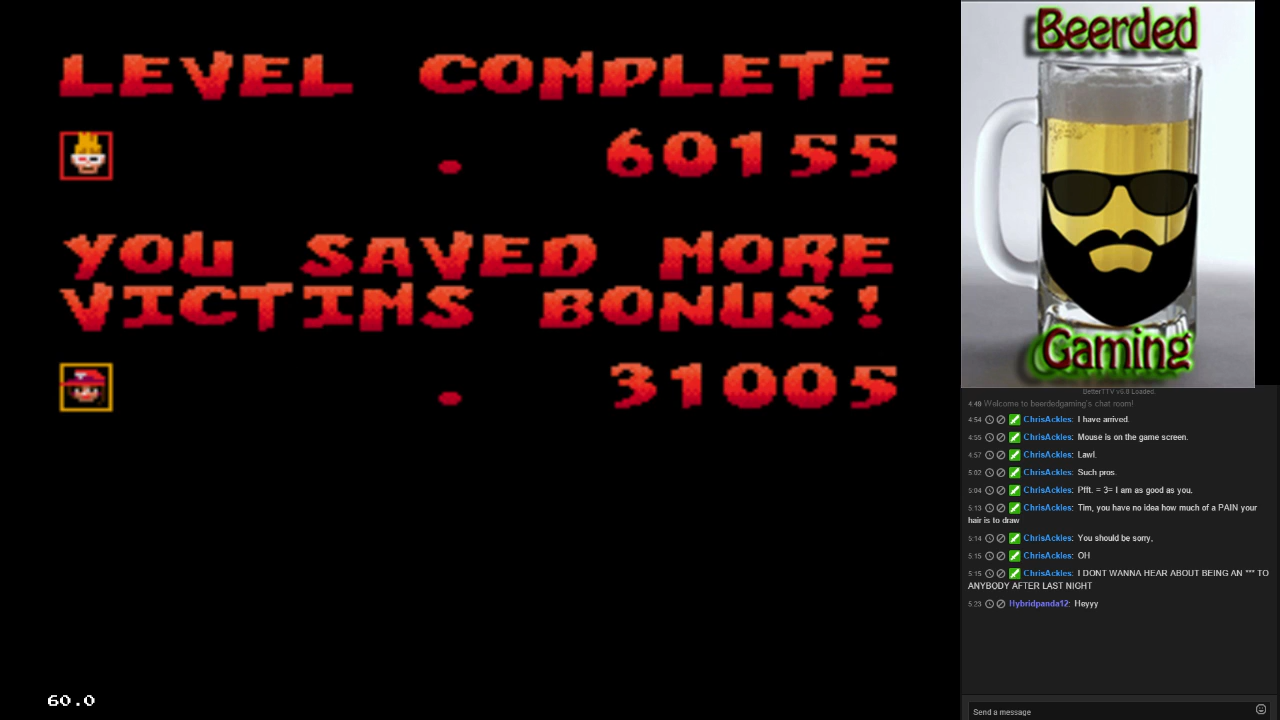 LEVEL COMPLETE
. 60155
YOU SAVED MORE
VICTIMS BONUS!
. 31005
60.0
Beerded
Gaming
BetterTTV v6.8 Loaded.
4:49 Welcome to beerdedgaming's chat room!
4:54 ChrisAckles: I have arrived.
4:55 ChrisAckles: Mouse is on the game screen.
4:57 ChrisAckles: Lawl.
5:02 ChrisAckles: Such pros.
5:04 ChrisAckles: Pfft. = 3= I am as good as you.
5:13 ChrisAckles: Tim, you have no idea how much of a PAIN your
hair is to draw
5:14 ChrisAckles: You should be sorry,
5:15 ChrisAckles: OH
5:15 ChrisAckles: I DONT WANNA HEAR ABOUT BEING AN *** TO
ANYBODY AFTER LAST NIGHT
5:23 Hybridpanda12: Heyyy
Send a message